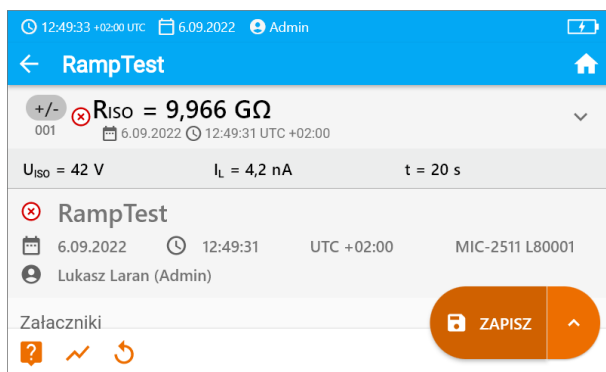 12:49:33 +02:00 UTC 6.09.2022 Admin
RampTest
+/- RISO = 9,966 GΩ
001 6.09.2022 12:49:31 UTC +02:00
UISO = 42 V IL = 4,2 nA t = 20 s
RampTest
6.09.2022 12:49:31 UTC +02:00 MIC-2511 L80001
Lukasz Laran (Admin)
Załaczniki
ZAPISZ